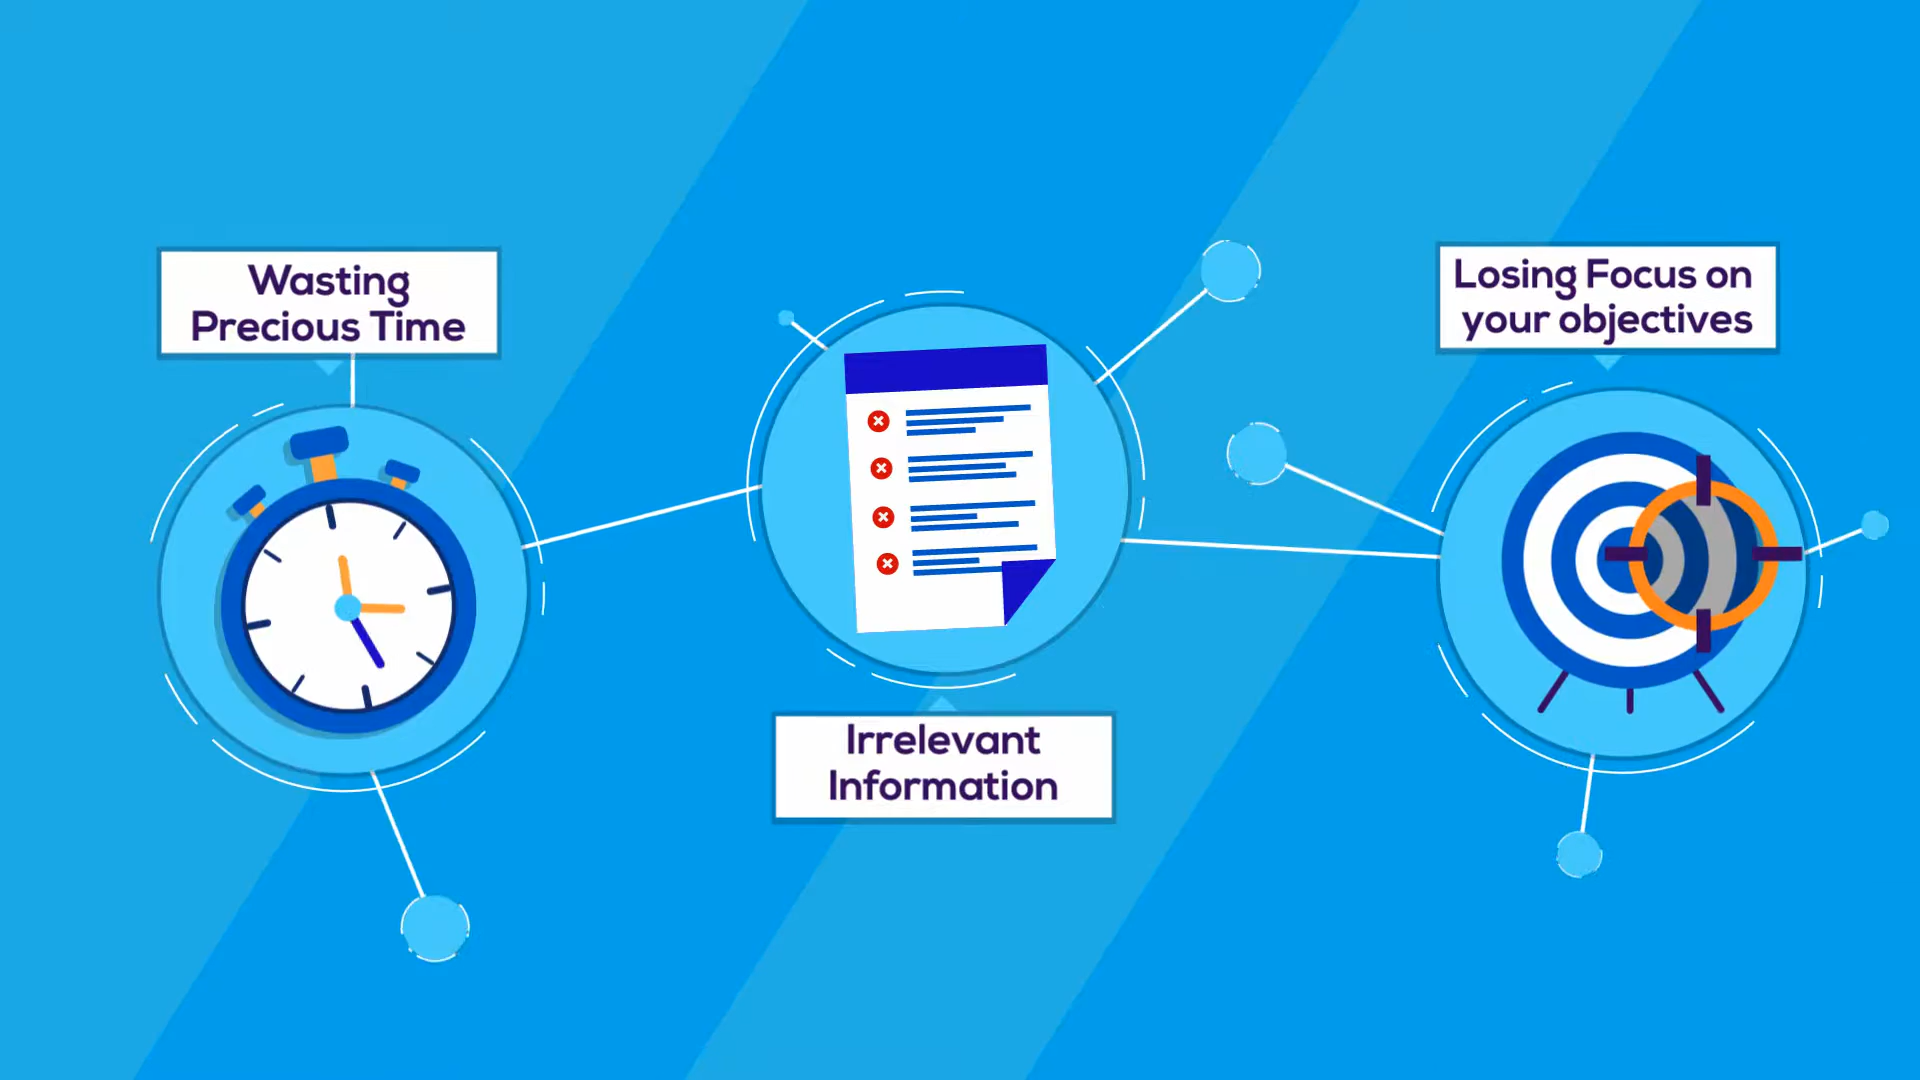 Wasting
Precious Time
Irrelevant
Information
Losing Focus on
your objectives